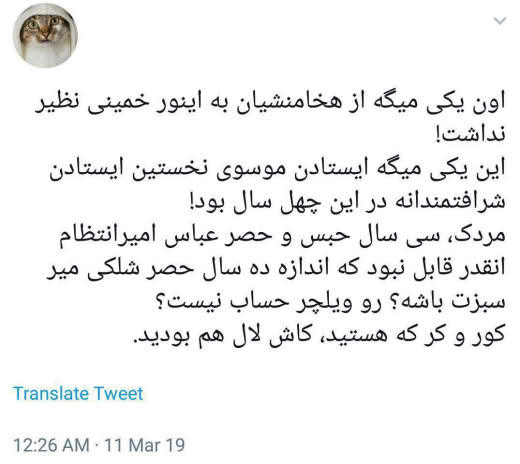 اون یکی میگه از هخامنشیان به اینور خمینی نظیر
نداشت!
این یکی میگه ایستادن موسوی نخستین ایستادن
شرافتمندانه در این چهل سال بود!
مردک، سی سال حبس و حصر عباس امیرانتظام
انقدر قابل نبود که اندازه ده سال حصر شلکی میر
سبزت باشه؟ رو ویلچر حساب نیست؟
کور و کر که هستید، کاش لال هم بودید.
Translate Tweet
12:26 AM · 11 Mar 19